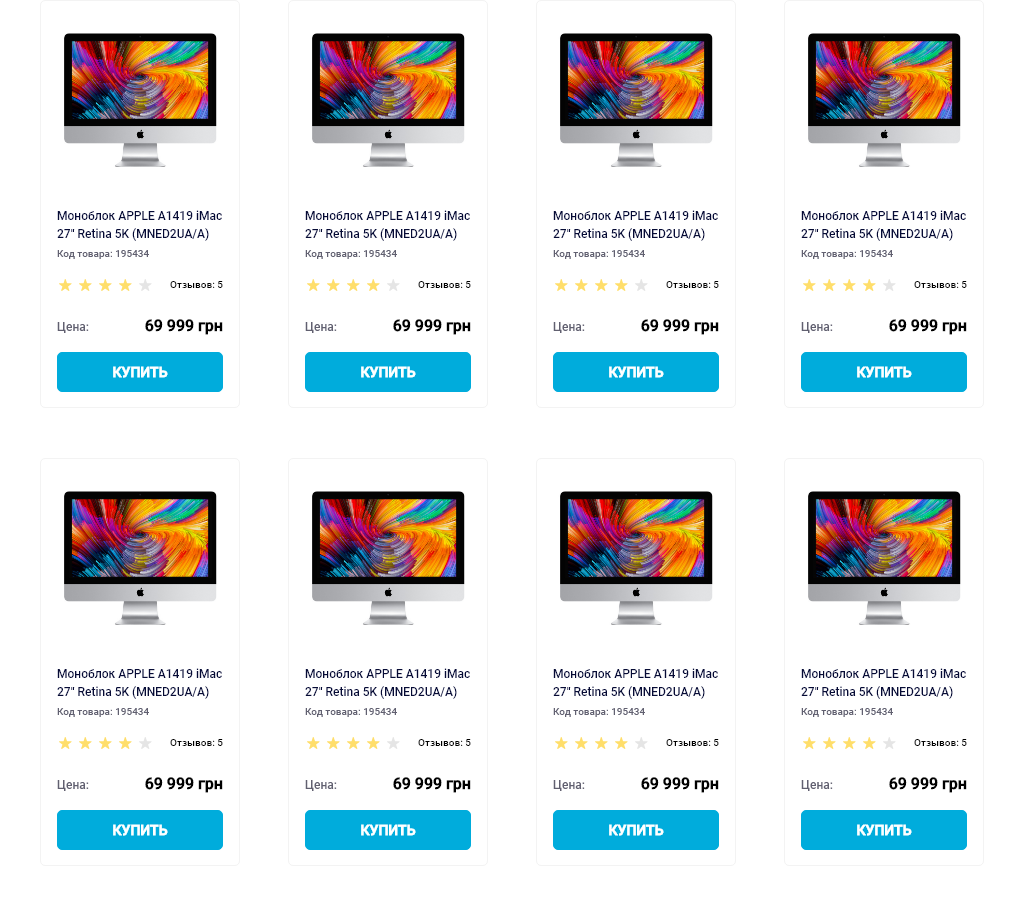 Моноблок APPLE A1419 iMac
27" Retina 5K (MNED2UA/A)
Код товара: 195434
Отзывов: 5
Цена: 69 999 грн
КУПИТЬ
Моноблок APPLE A1419 iMac
27" Retina 5K (MNED2UA/A)
Код товара: 195434
Отзывов: 5
Цена: 69 999 грн
КУПИТЬ
Моноблок APPLE A1419 iMac
27" Retina 5K (MNED2UA/A)
Код товара: 195434
Отзывов: 5
Цена: 69 999 грн
КУПИТЬ
Моноблок APPLE A1419 iMac
27" Retina 5K (MNED2UA/A)
Код товара: 195434
Отзывов: 5
Цена: 69 999 грн
КУПИТЬ
Моноблок APPLE A1419 iMac
27" Retina 5K (MNED2UA/A)
Код товара: 195434
Отзывов: 5
Цена: 69 999 грн
КУПИТЬ
Моноблок APPLE A1419 iMac
27" Retina 5K (MNED2UA/A)
Код товара: 195434
Отзывов: 5
Цена: 69 999 грн
КУПИТЬ
Моноблок APPLE A1419 iMac
27" Retina 5K (MNED2UA/A)
Код товара: 195434
Отзывов: 5
Цена: 69 999 грн
КУПИТЬ
Моноблок APPLE A1419 iMac
27" Retina 5K (MNED2UA/A)
Код товара: 195434
Отзывов: 5
Цена: 69 999 грн
КУПИТЬ